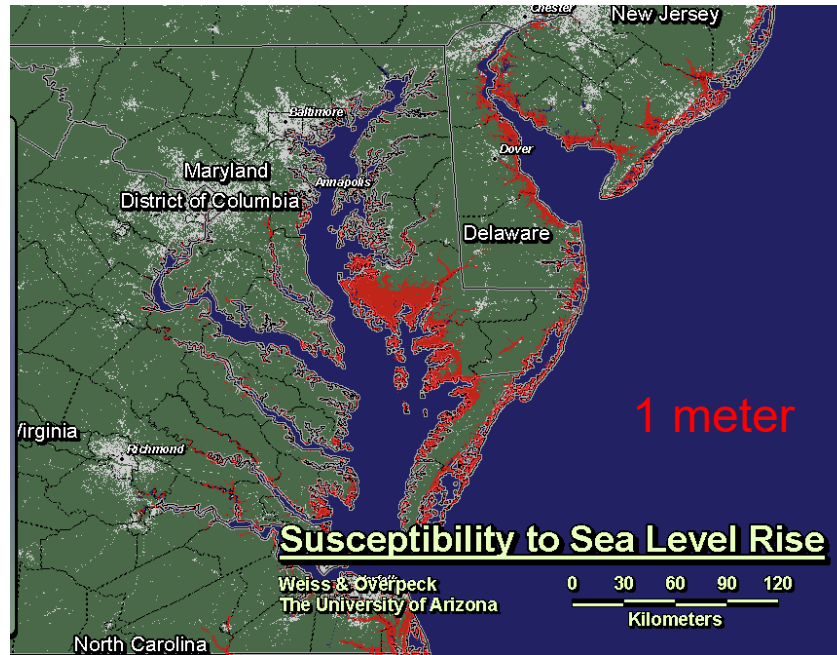 Chester
New Jersey
Baltimore
Maryland
Annapolis
District of Columbia
Dover
Delaware
1 meter
Virginia
Richmond
Susceptibility to Sea Level Rise
Weiss & Overpeck
The University of Arizona
0 30 60 90 120
Kilometers
North Carolina